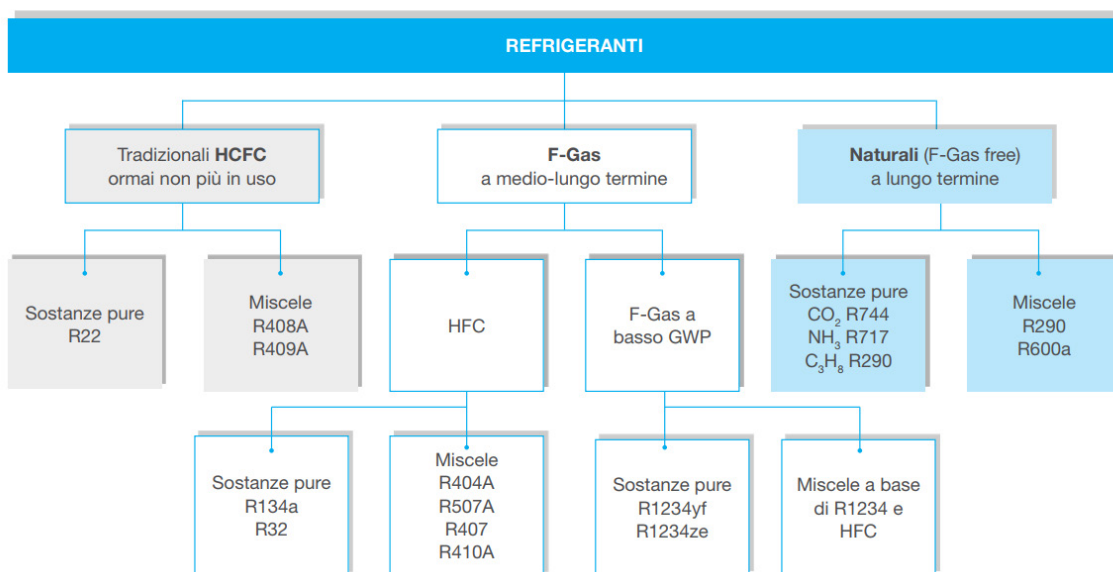 REFRIGERANTI
Tradizionali HCFC
ormai non più in uso
F-Gas
a medio-lungo termine
Naturali (F-Gas free)
a lungo termine
Sostanze pure
R22
Miscele
R408A
R409A
HFC
F-Gas a
basso GWP
Sostanze pure
CO₂ R744
NH₃ R717
C₃H₈ R290
Miscele
R290
R600a
Sostanze pure
R134a
R32
Miscele
R404A
R507A
R407
R410A
Sostanze pure
R1234yf
R1234ze
Miscele a base
di R1234 e
HFC